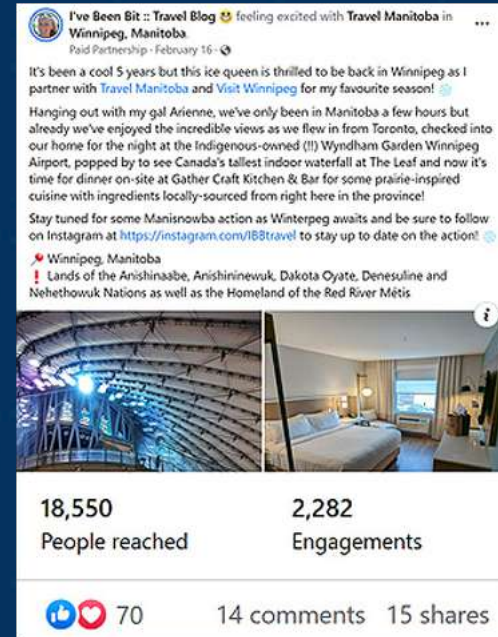 I've Been Bit :: Travel Blog 😃 feeling excited with Travel Manitoba in
Winnipeg, Manitoba.
Paid Partnership · February 16 ·
It's been a cool 5 years but this ice queen is thrilled to be back in Winnipeg as I
partner with Travel Manitoba and Visit Winnipeg for my favourite season! ❄️
Hanging out with my gal Arienne, we've only been in Manitoba a few hours but
already we've enjoyed the incredible views as we flew in from Toronto, checked into
our home for the night at the Indigenous-owned (!!) Wyndham Garden Winnipeg
Airport, popped by to see Canada's tallest indoor waterfall at The Leaf and now it's
time for dinner on-site at Gather Craft Kitchen & Bar for some prairie-inspired
cuisine with ingredients locally-sourced from right here in the province!
Stay tuned for some Manisnowba action as Winterpeg awaits and be sure to follow
on Instagram at https://instagram.com/IBBtravel to stay up to date on the action! ❄️
📍 Winnipeg, Manitoba
❗ Lands of the Anishinaabe, Anishininewuk, Dakota Oyate, Denesuline and
Nehethowuk Nations as well as the Homeland of the Red River Métis
18,550
People reached
2,282
Engagements
70
14 comments 15 shares